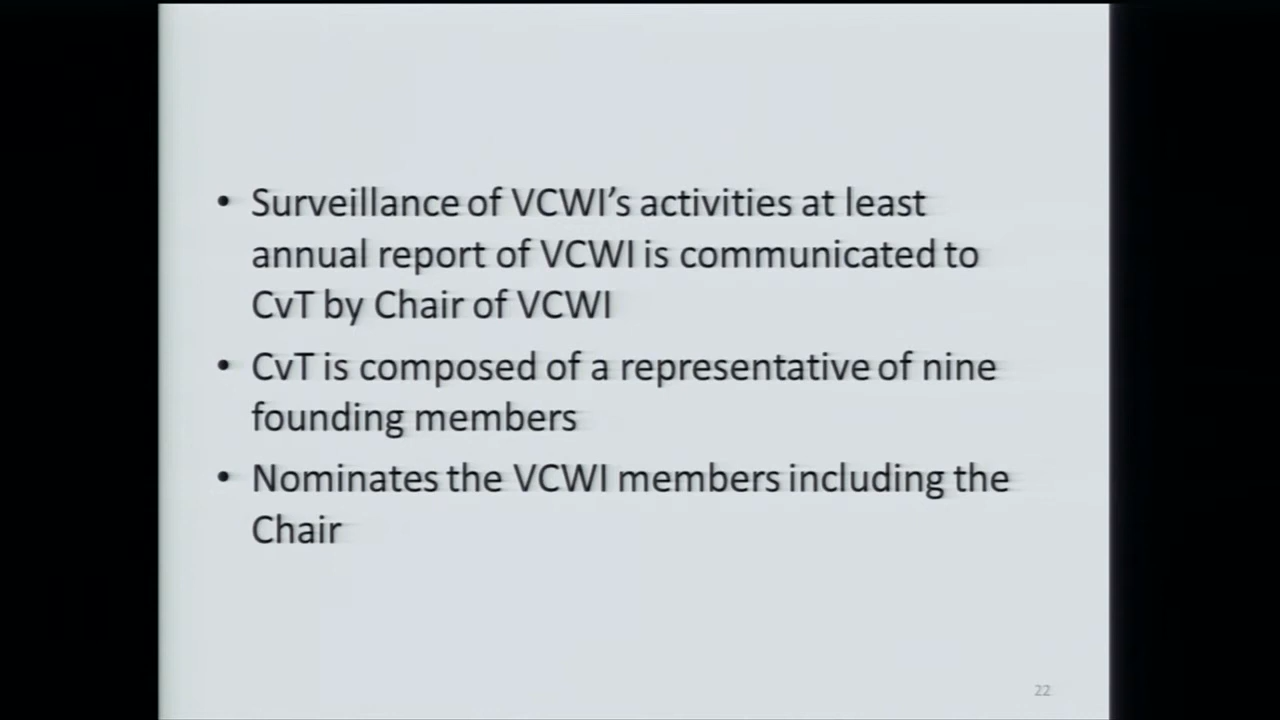 • Surveillance of VCWI’s activities at least
annual report of VCWI is communicated to
CvT by Chair of VCWI
• CvT is composed of a representative of nine
founding members
• Nominates the VCWI members including the
Chair
22